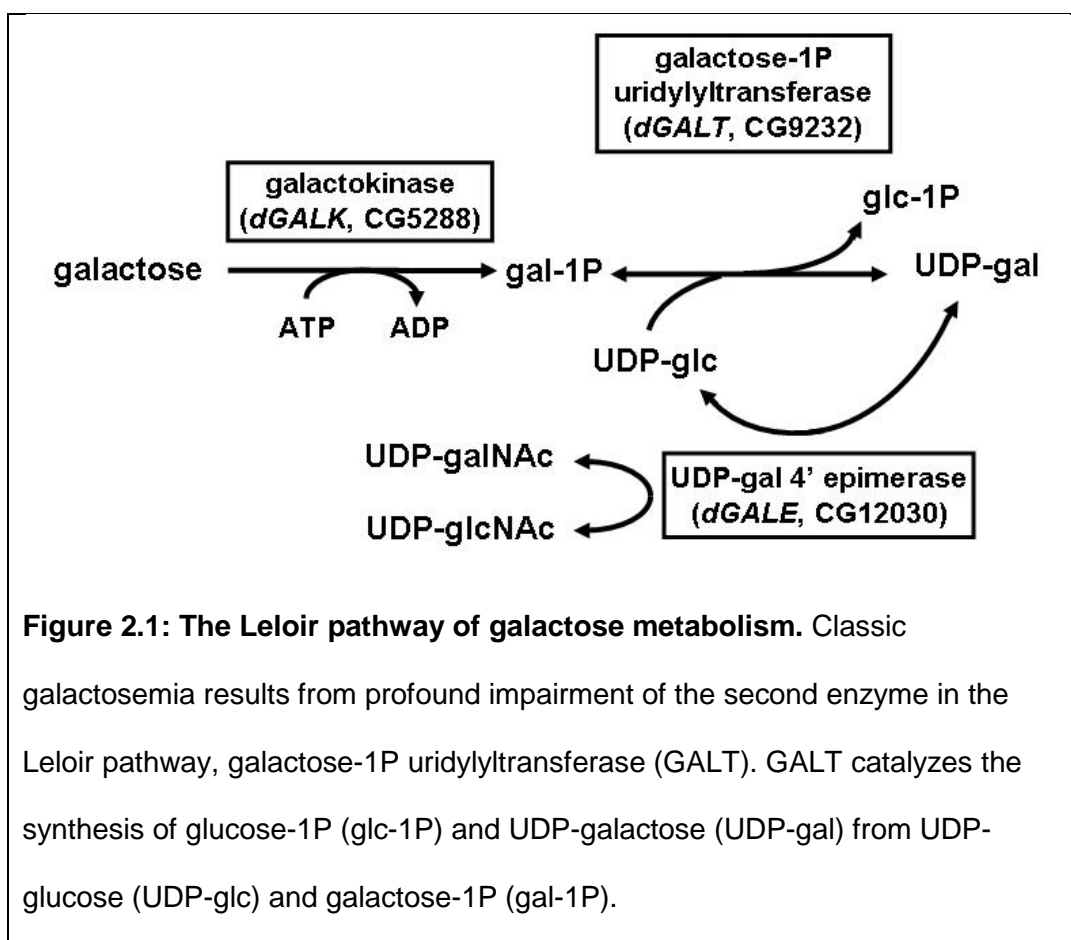 galactose-1P
uridylyltransferase
(dGALT, CG9232)
galactokinase
(dGALK, CG5288)
glc-1P
galactose
gal-1P
UDP-gal
ATP
ADP
UDP-glc
UDP-galNAc
UDP-gal 4’ epimerase
(dGALE, CG12030)
UDP-glcNAc
Figure 2.1: The Leloir pathway of galactose metabolism. Classic
galactosemia results from profound impairment of the second enzyme in the
Leloir pathway, galactose-1P uridylyltransferase (GALT). GALT catalyzes the
synthesis of glucose-1P (glc-1P) and UDP-galactose (UDP-gal) from UDP-
glucose (UDP-glc) and galactose-1P (gal-1P).